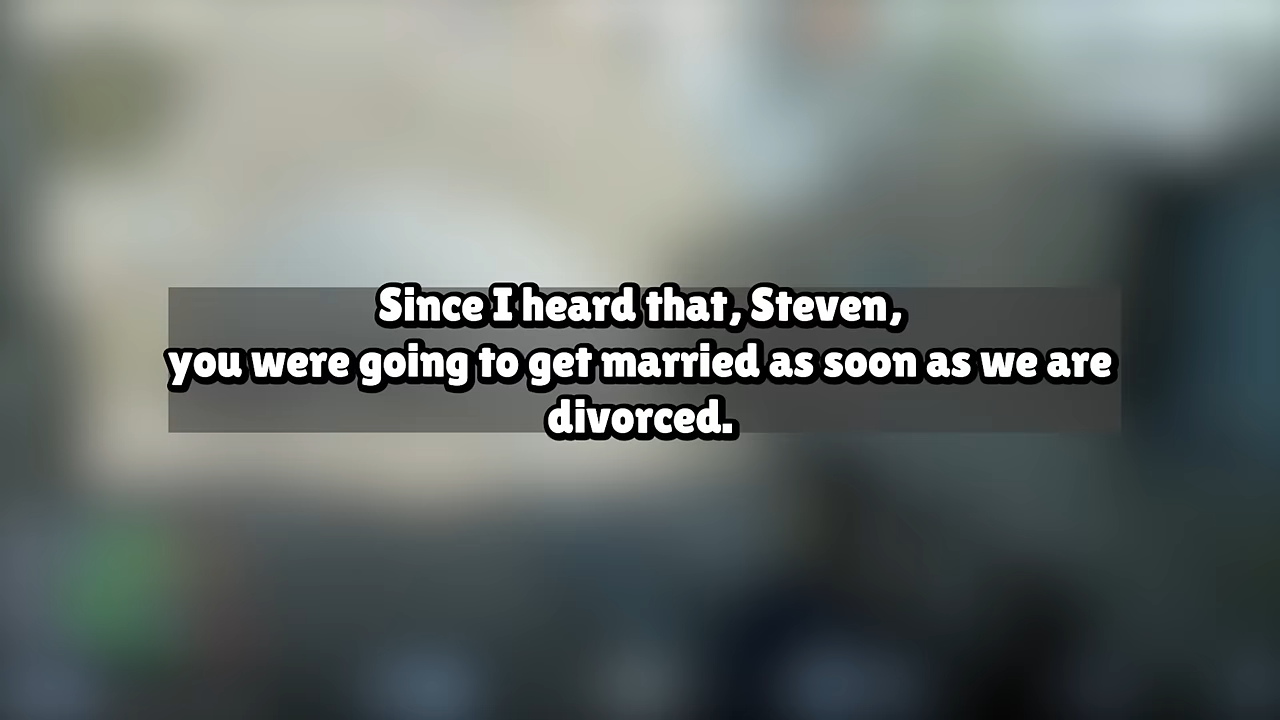 Since I heard that, Steven,
you were going to get married as soon as we are
divorced.